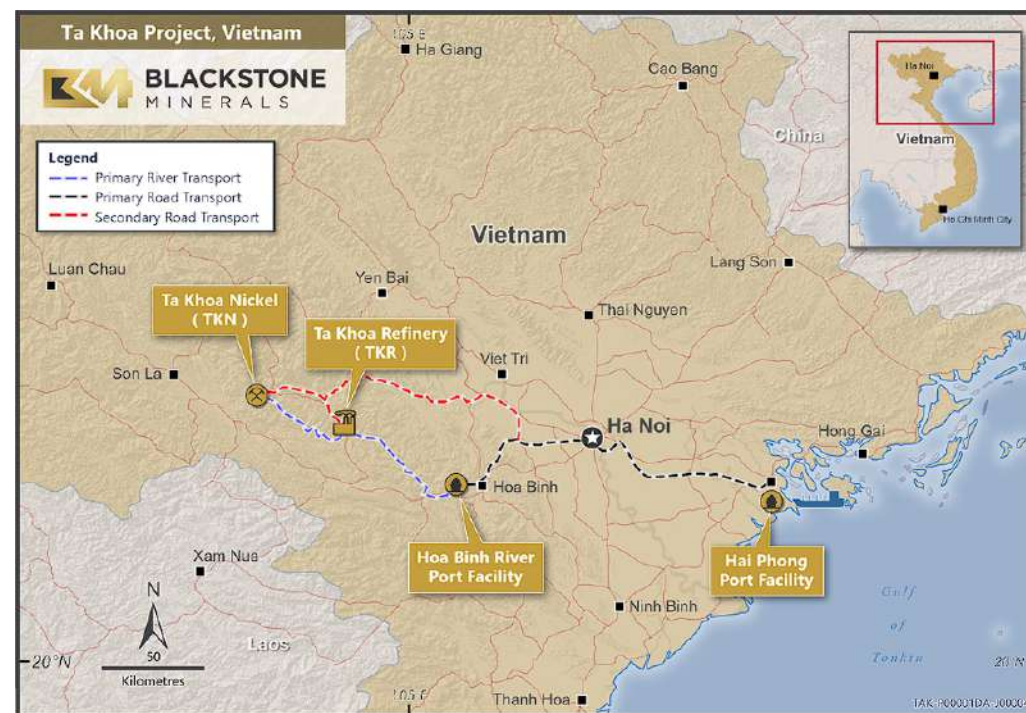 Ta Khoa Project, Vietnam
BLACKSTONE
MINERALS
Legend
Primary River Transport
Primary Road Transport
Secondary Road Transport
Ha Giang
Cao Bang
China
Ha Noi
Vietnam
Ho Chi Minh City
Vietnam
Luan Chau
Yen Bai
Lang Son
Ta Khoa Nickel
( TKN )
Thai Nguyen
Ta Khoa Refinery
( TKR )
Son La
Viet Tri
Ha Noi
Hong Gai
Hoa Binh
Hoa Binh River
Port Facility
Hai Phong
Port Facility
Xam Nua
N
Ninh Binh
Gulf
of
Tonkin
Laos
50
Kilometres
20°N
Thanh Hoa